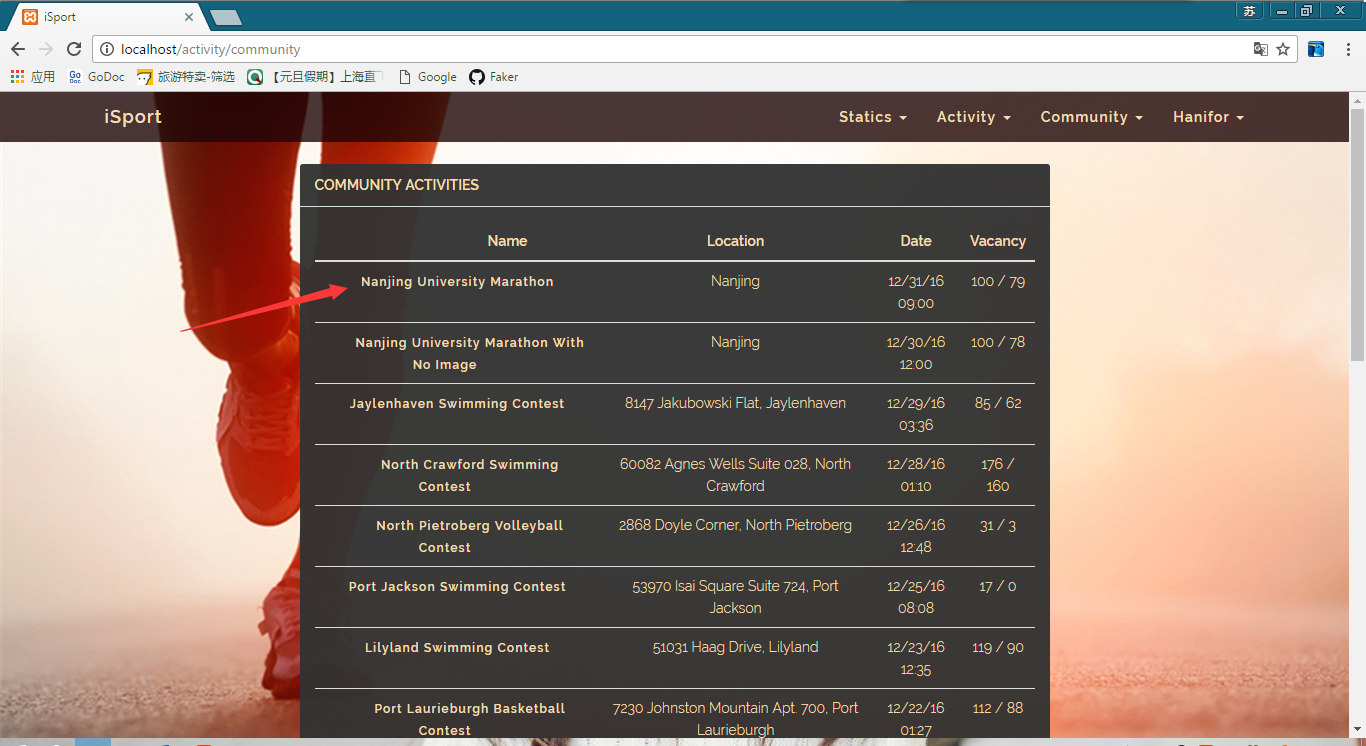 iSport
苏
localhost/activity/community
应用 GoDoc 旅游特卖-筛选 【元旦假期】上海直 Google Faker
iSport Statics Activity Community Hanifor
COMMUNITY ACTIVITIES
Name Location Date Vacancy
Nanjing University Marathon Nanjing 12/31/16 100 / 79
09:00
Nanjing University Marathon With Nanjing 12/30/16 100 / 78
No Image 12:00
Jaylenhaven Swimming Contest 8147 Jakubowski Flat, Jaylenhaven 12/29/16 85 / 62
03:36
North Crawford Swimming 60082 Agnes Wells Suite 028, North 12/28/16 176 /
Contest Crawford 01:10 160
North Pietroberg Volleyball 2868 Doyle Corner, North Pietroberg 12/26/16 31 / 3
Contest 12:48
Port Jackson Swimming Contest 53970 Isai Square Suite 724, Port 12/25/16 17 / 0
Jackson 08:08
Lilyland Swimming Contest 51031 Haag Drive, Lilyland 12/23/16 119 / 90
12:35
Port Laurieburgh Basketball 7230 Johnston Mountain Apt. 700, Port 12/22/16 112 / 88
Contest Laurieburgh 01:27